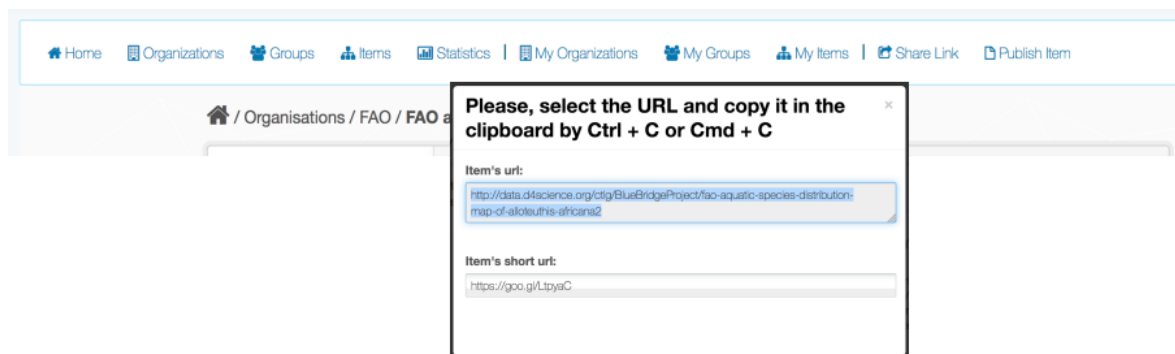 Home Organizations Groups Items Statistics | My Organizations My Groups My Items | Share Link Publish Item
/ Organisations / FAO / FAO a
Please, select the URL and copy it in the
clipboard by Ctrl + C or Cmd + C
×
Item's url:
http://data.d4science.org/ctlg/BlueBridgeProject/fao-aquatic-species-distribution-
map-of-alloteuthis-africana2
Item's short url:
https://goo.gl/LtpyaC